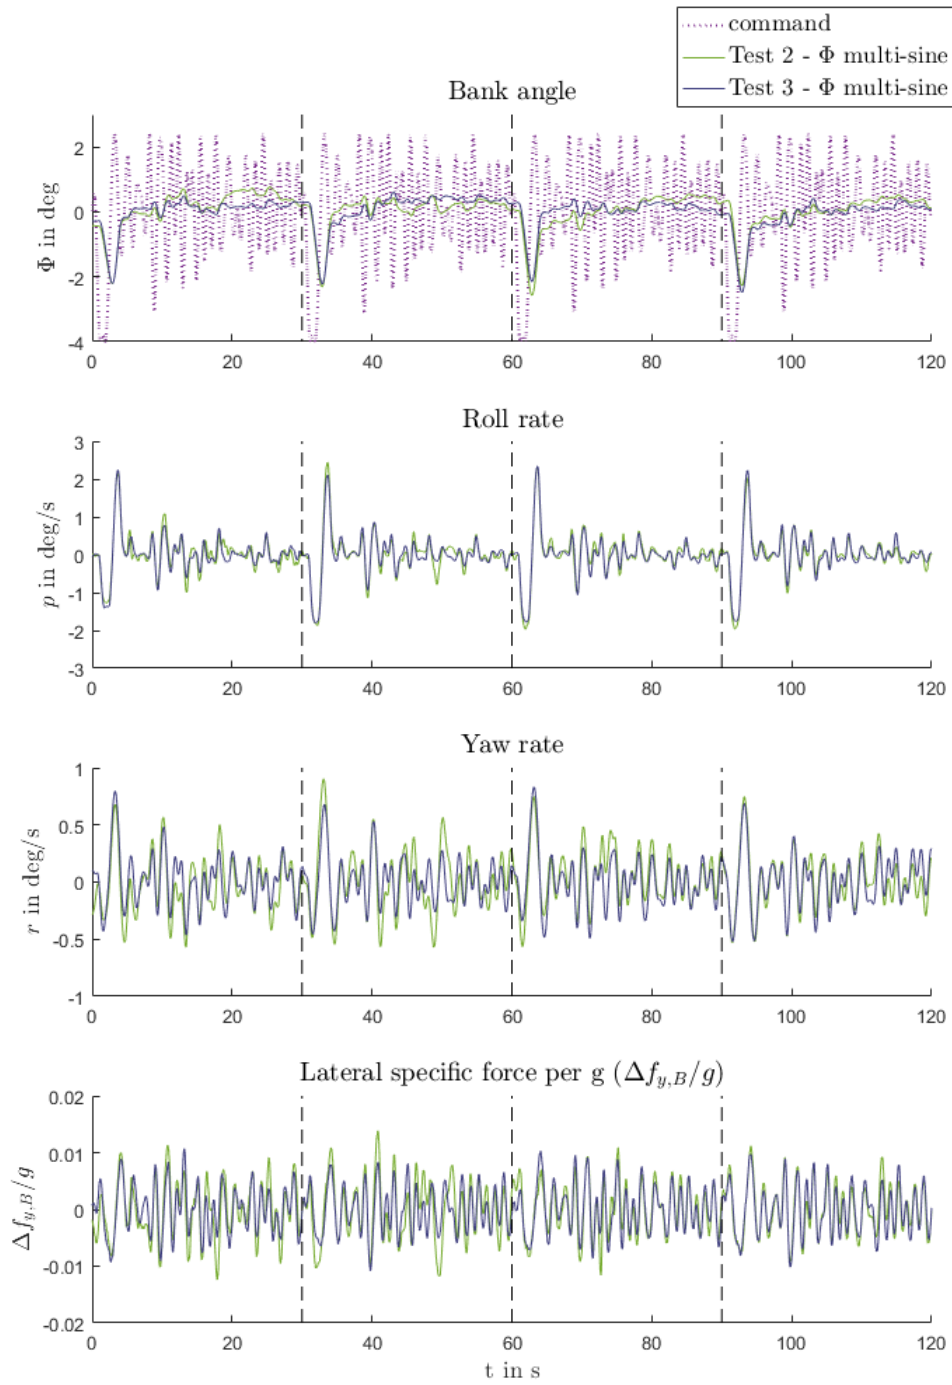 command
Test 2 - Φ multi-sine
Test 3 - Φ multi-sine
Bank angle
Φ in deg
2
0
-2
-4
0 20 40 60 80 100 120
Roll rate
p in deg/s
3
2
1
0
-1
-2
-3
0 20 40 60 80 100 120
Yaw rate
r in deg/s
1
0.5
0
-0.5
-1
0 20 40 60 80 100 120
Lateral specific force per g (Δf_{y,B}/g)
Δf_{y,B}/g
0.02
0.01
0
-0.01
-0.02
0 20 40 60 80 100 120
t in s